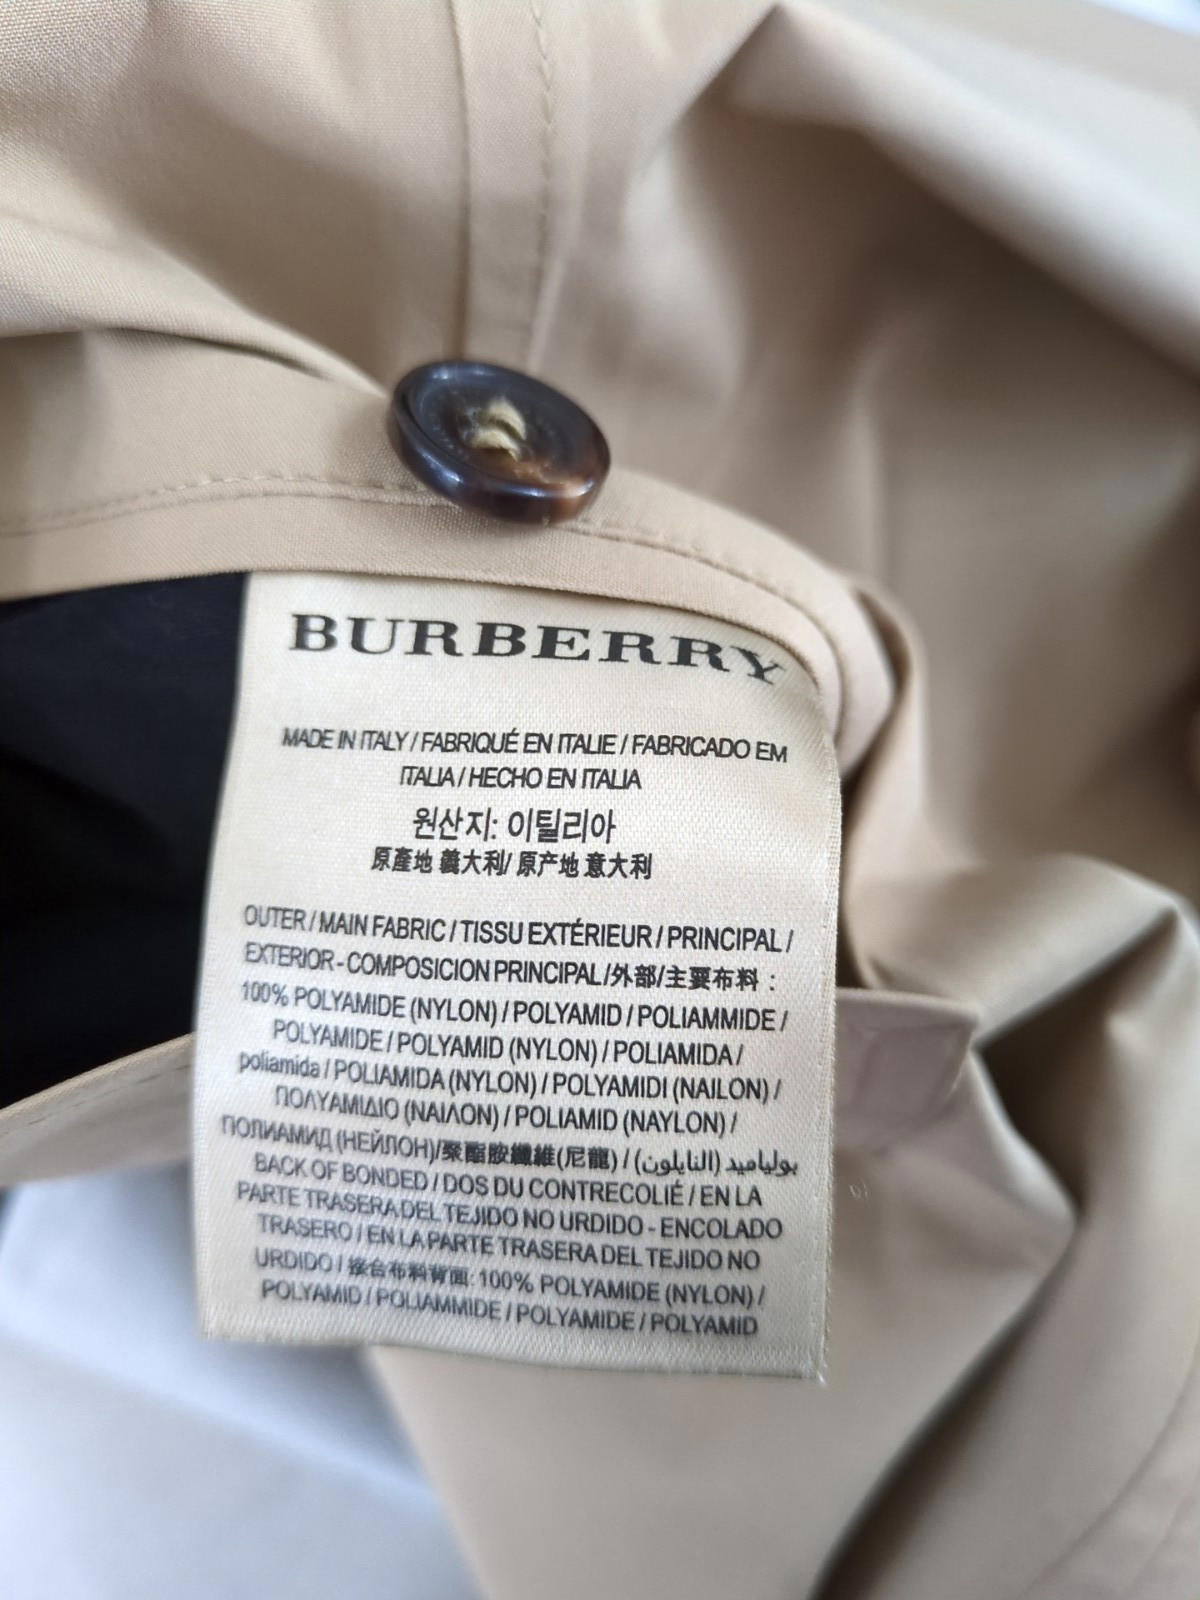 BURBERRY
MADE IN ITALY / FABRIQUÉ EN ITALIE / FABRICADO EM
ITALIA / HECHO EN ITALIA
원산지: 이틸리아
原產地 義大利/ 原产地 意大利
OUTER / MAIN FABRIC / TISSU EXTÉRIEUR / PRINCIPAL /
EXTERIOR - COMPOSICION PRINCIPAL/外部/主要布料 :
100% POLYAMIDE (NYLON) / POLYAMID / POLIAMMIDE /
POLYAMIDE / POLYAMID (NYLON) / POLIAMIDA /
poliamida / POLIAMIDA (NYLON) / POLYAMIDI (NAILON) /
ΠΟΛΥΑΜΙΔΙΟ (ΝΑΙΛΟΝ) / POLIAMID (NAYLON) /
ПОЛИАМИД (НЕЙЛОН)/聚酯胺纖維(尼龍) / بولياميد (النايلون)
BACK OF BONDED / DOS DU CONTRECOLIÉ / EN LA
PARTE TRASERA DEL TEJIDO NO URDIDO - ENCOLADO
TRASERO / EN LA PARTE TRASERA DEL TEJIDO NO
URDIDO / 接合布料背面: 100% POLYAMIDE (NYLON) /
POLYAMID / POLIAMMIDE / POLYAMIDE / POLYAMID